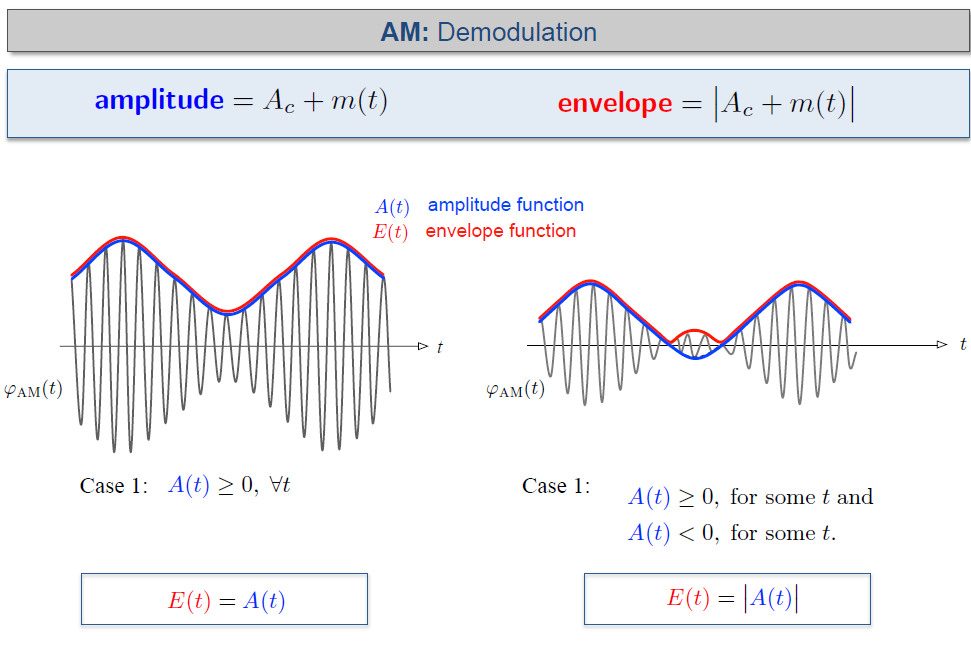 AM: Demodulation
amplitude = A_c + m(t)
envelope = |A_c + m(t)|
A(t) amplitude function
E(t) envelope function
t
φ_AM(t)
Case 1: A(t) ≥ 0, ∀t
E(t) = A(t)
t
φ_AM(t)
Case 1:
A(t) ≥ 0, for some t and
A(t) < 0, for some t.
E(t) = |A(t)|